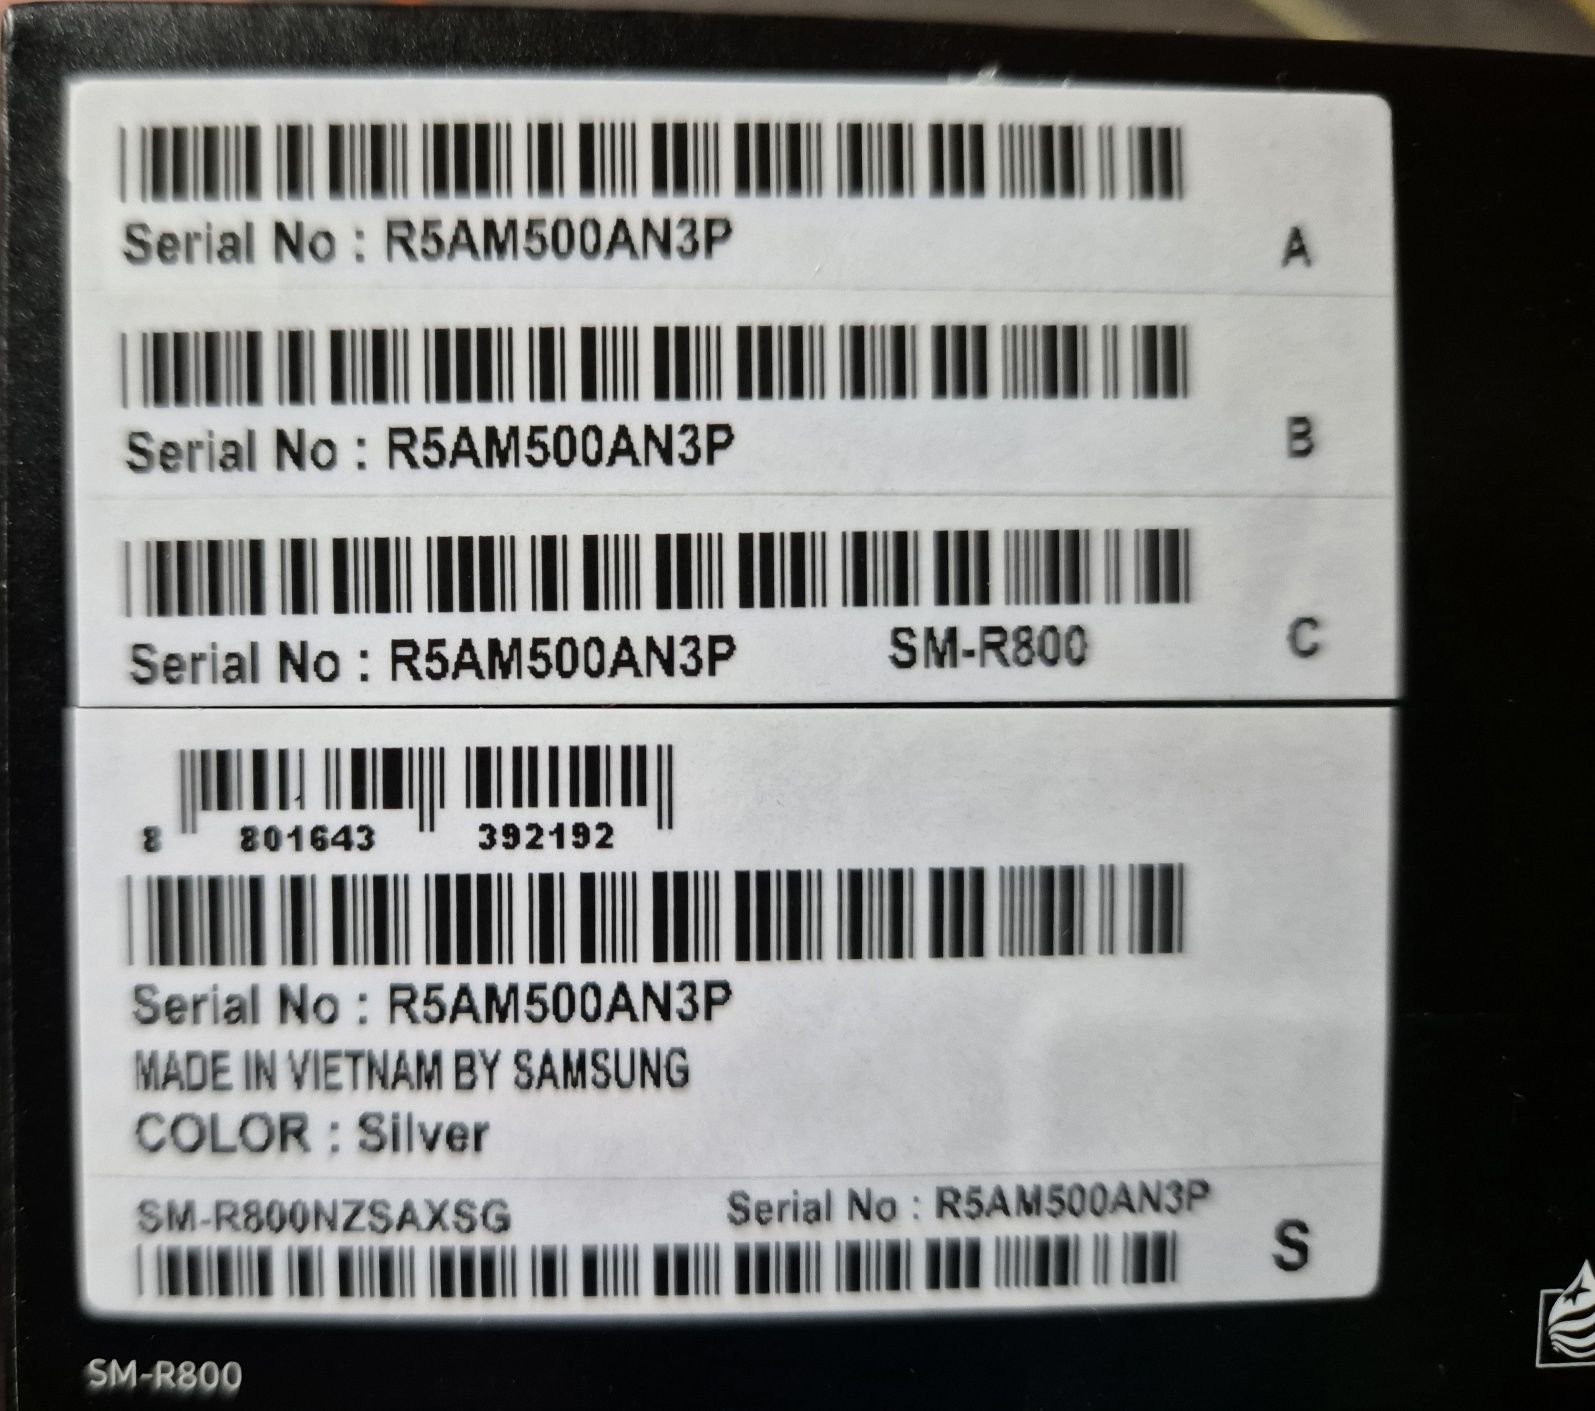 Serial No : R5AM500AN3P
A
Serial No : R5AM500AN3P
B
Serial No : R5AM500AN3P SM-R800
C
8 801643 392192
Serial No : R5AM500AN3P
MADE IN VIETNAM BY SAMSUNG
COLOR : Silver
SM-R800NZSAXSG Serial No : R5AM500AN3P
S
SM-R800